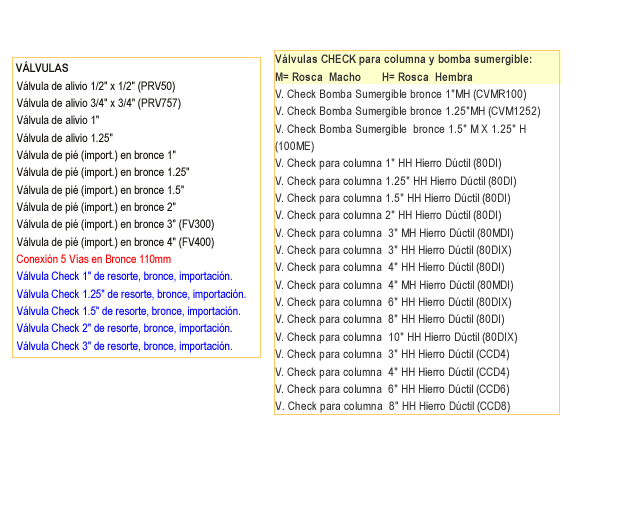 VÁLVULAS
Válvula de alivio 1/2" x 1/2" (PRV50)
Válvula de alivio 3/4" x 3/4" (PRV757)
Válvula de alivio 1"
Válvula de alivio 1.25"
Válvula de pié (import.) en bronce 1"
Válvula de pié (import.) en bronce 1.25"
Válvula de pié (import.) en bronce 1.5"
Válvula de pié (import.) en bronce 2"
Válvula de pié (import.) en bronce 3" (FV300)
Válvula de pié (import.) en bronce 4" (FV400)
Conexión 5 Vías en Bronce 110mm
Válvula Check 1" de resorte, bronce, importación.
Válvula Check 1.25" de resorte, bronce, importación.
Válvula Check 1.5" de resorte, bronce, importación.
Válvula Check 2" de resorte, bronce, importación.
Válvula Check 3" de resorte, bronce, importación.
Válvulas CHECK para columna y bomba sumergible:
M= Rosca Macho H= Rosca Hembra
V. Check Bomba Sumergible bronce 1"MH (CVMR100)
V. Check Bomba Sumergible bronce 1.25"MH (CVM1252)
V. Check Bomba Sumergible bronce 1.5" M X 1.25" H
(100ME)
V. Check para columna 1" HH Hierro Dúctil (80DI)
V. Check para columna 1.25" HH Hierro Dúctil (80DI)
V. Check para columna 1.5" HH Hierro Dúctil (80DI)
V. Check para columna 2" HH Hierro Dúctil (80DI)
V. Check para columna 3" MH Hierro Dúctil (80MDI)
V. Check para columna 3" HH Hierro Dúctil (80DIX)
V. Check para columna 4" HH Hierro Dúctil (80DI)
V. Check para columna 4" MH Hierro Dúctil (80MDI)
V. Check para columna 6" HH Hierro Dúctil (80DIX)
V. Check para columna 8" HH Hierro Dúctil (80DI)
V. Check para columna 10" HH Hierro Dúctil (80DIX)
V. Check para columna 3" HH Hierro Dúctil (CCD4)
V. Check para columna 4" HH Hierro Dúctil (CCD4)
V. Check para columna 6" HH Hierro Dúctil (CCD6)
V. Check para columna 8" HH Hierro Dúctil (CCD8)